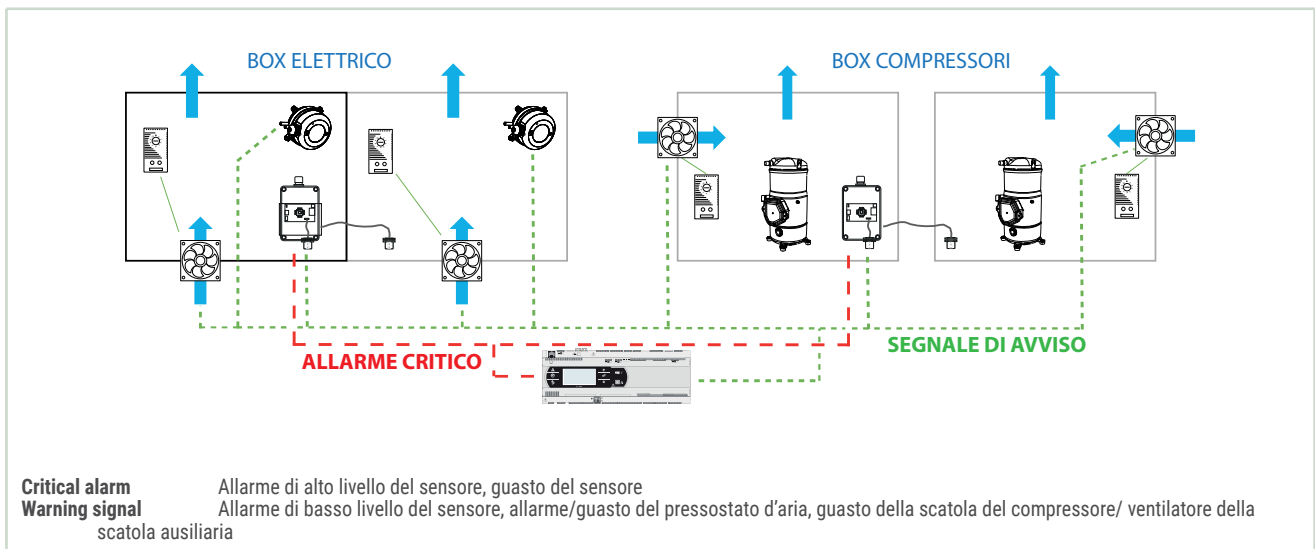 BOX ELETTRICO
BOX COMPRESSORI
ALLARME CRITICO
SEGNALE DI AVVISO
Critical alarm Allarme di alto livello del sensore, guasto del sensore
Warning signal Allarme di basso livello del sensore, allarme/guasto del pressostato d’aria, guasto della scatola del compressore/ ventilatore della
scatola ausiliaria